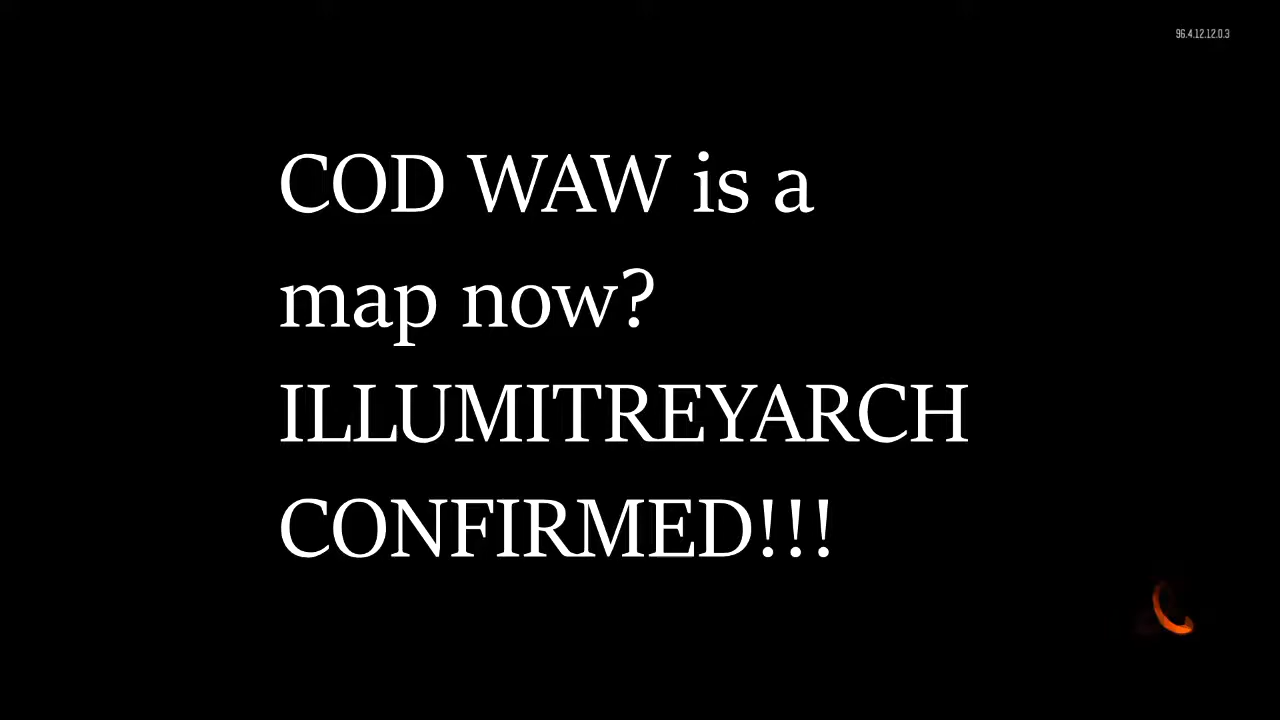 96.4.12.12.0.3
COD WAW is a
map now?
ILLUMITREYARCH
CONFIRMED!!!